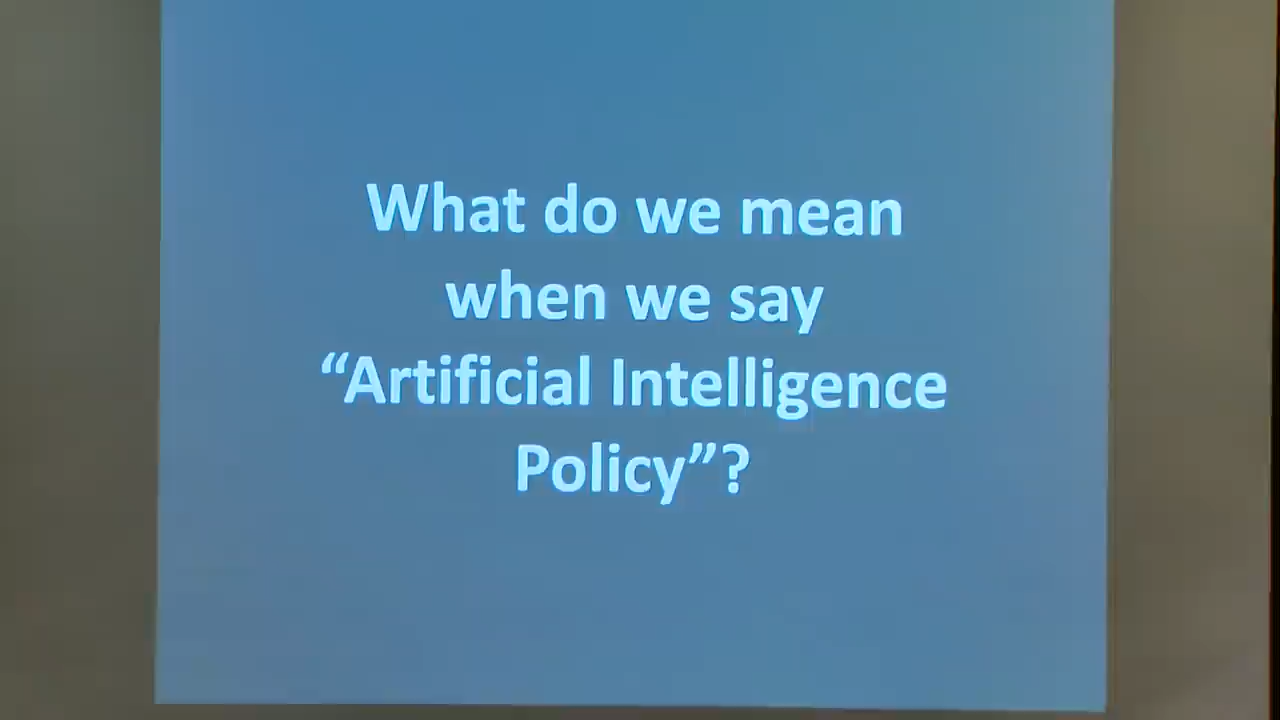 What do we mean
when we say
“Artificial Intelligence
Policy”?